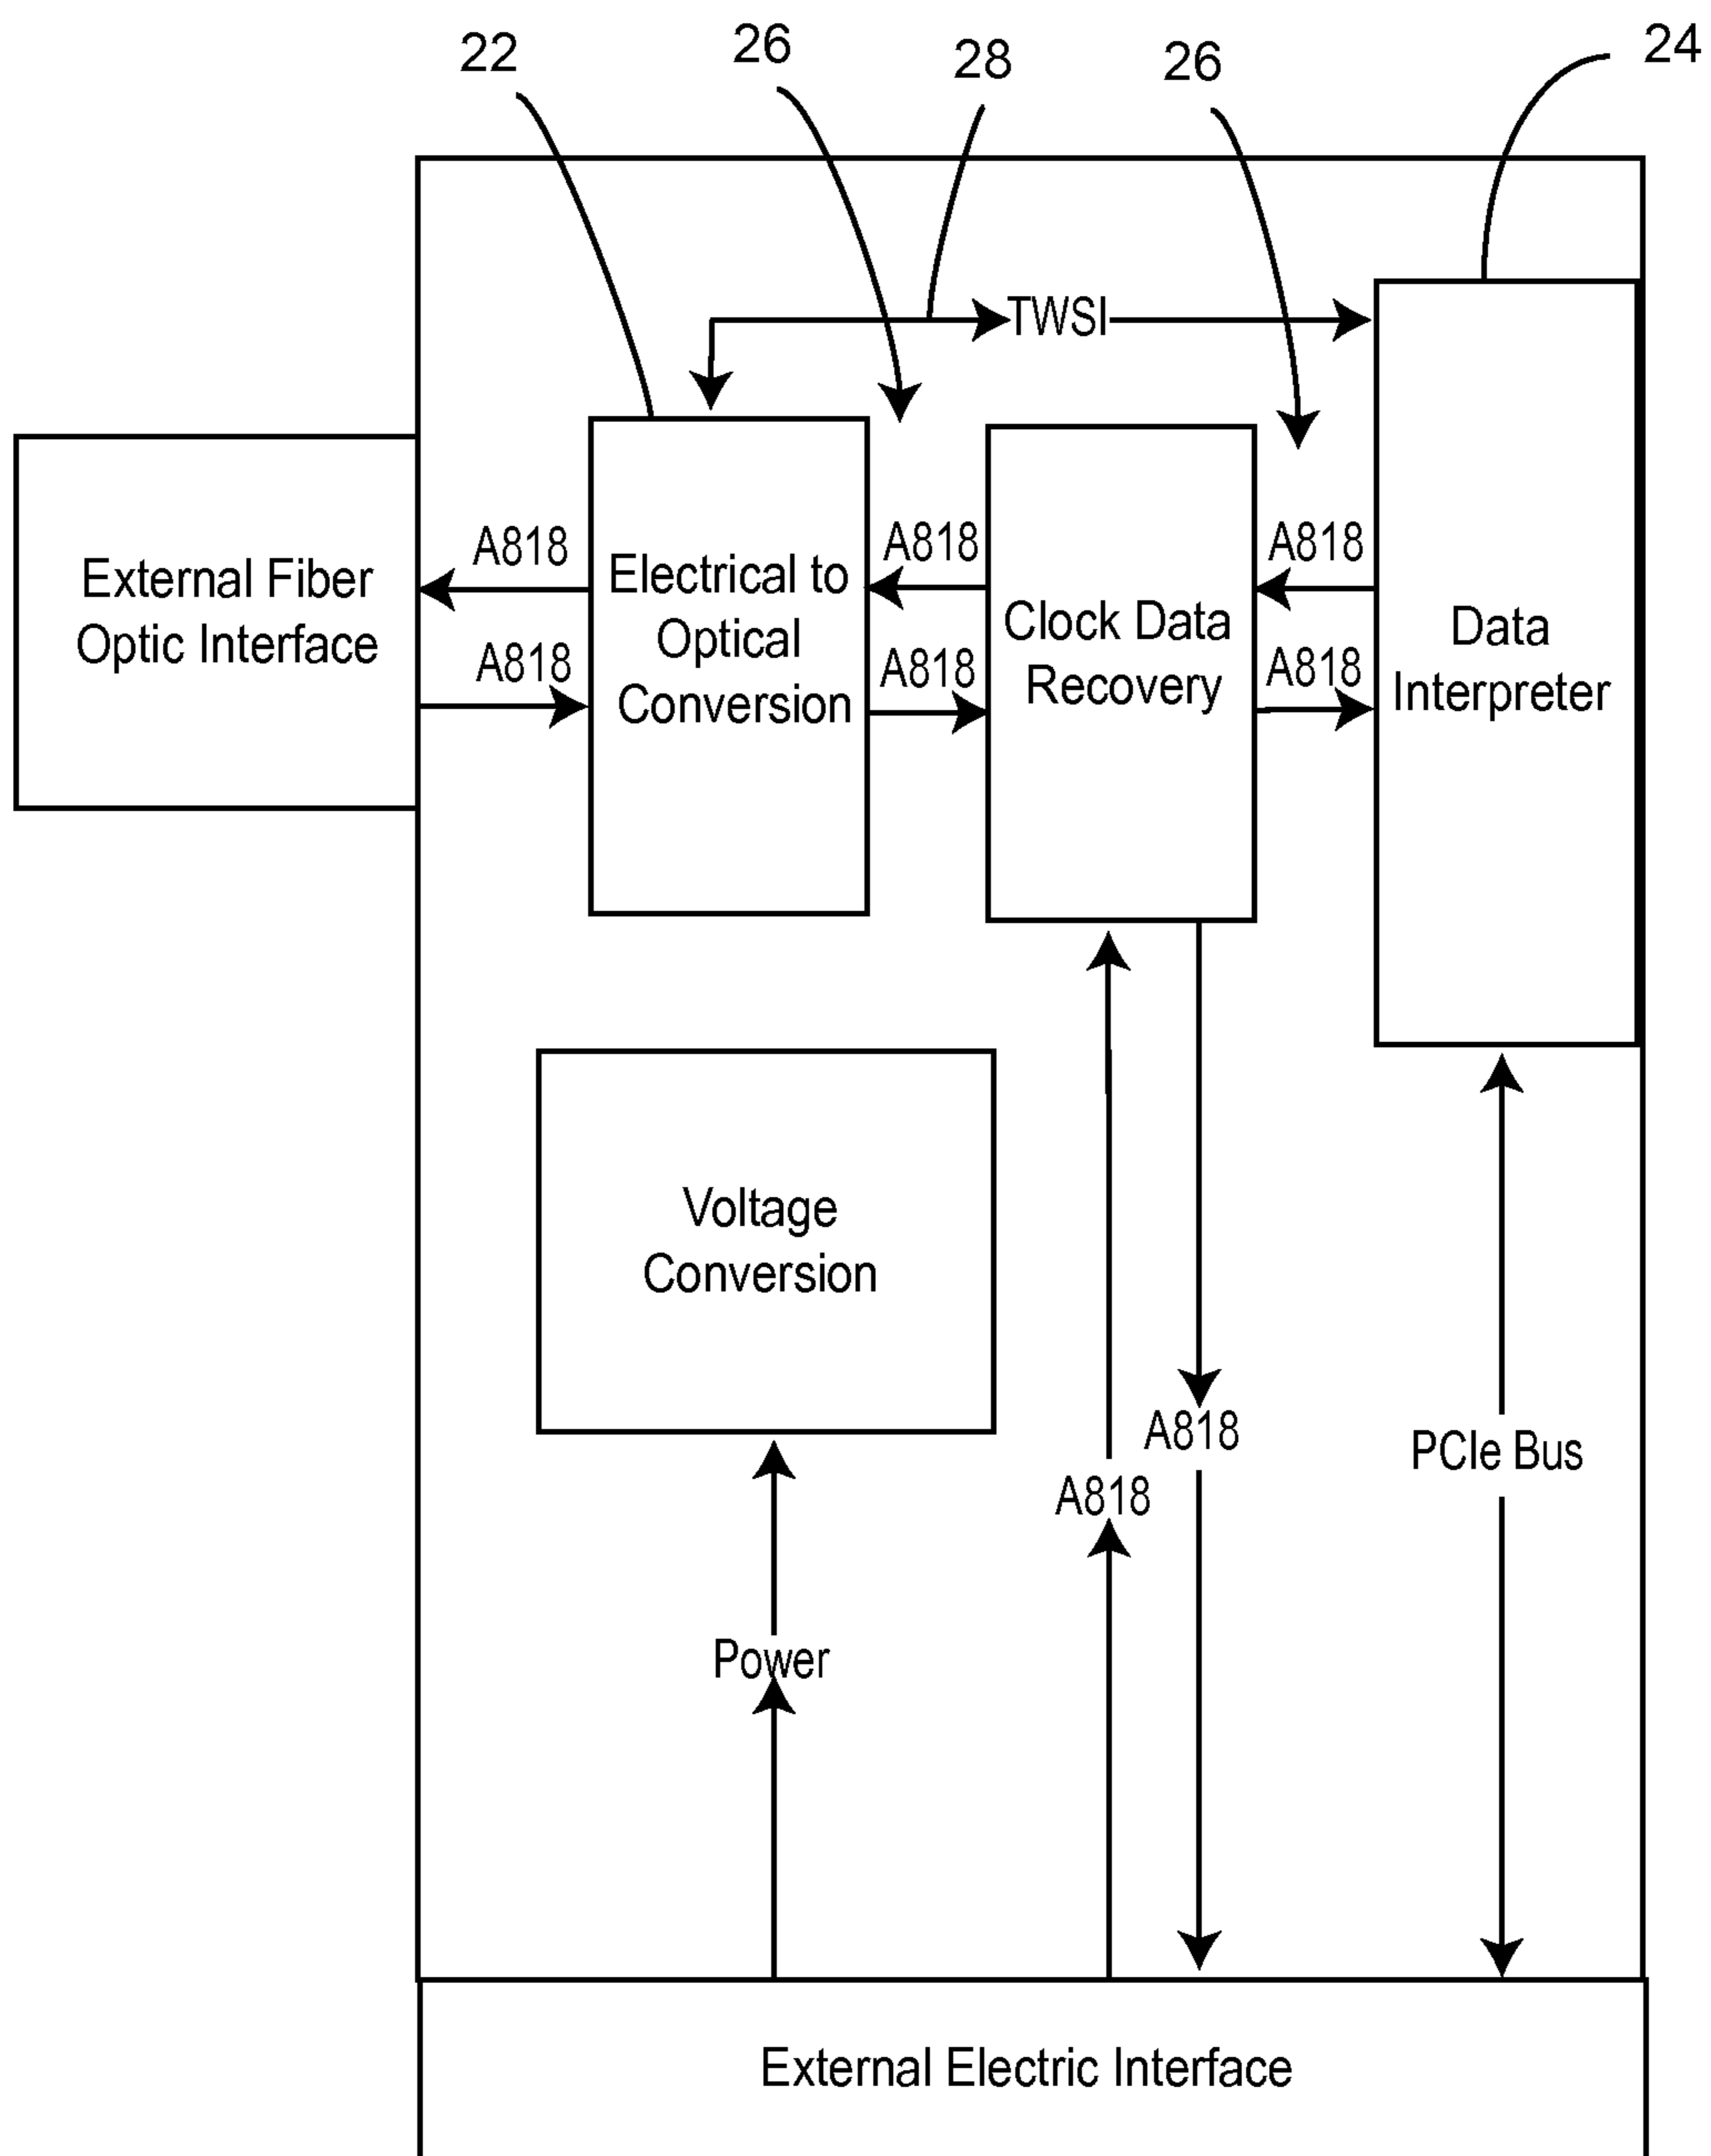 22
26
28
26
24
TWSI
External Fiber
Optic Interface
A818
A818
Electrical to
Optical
Conversion
A818
A818
Clock Data
Recovery
A818
A818
Data
Interpreter
Voltage
Conversion
A818
A818
PCIe Bus
Power
External Electric Interface